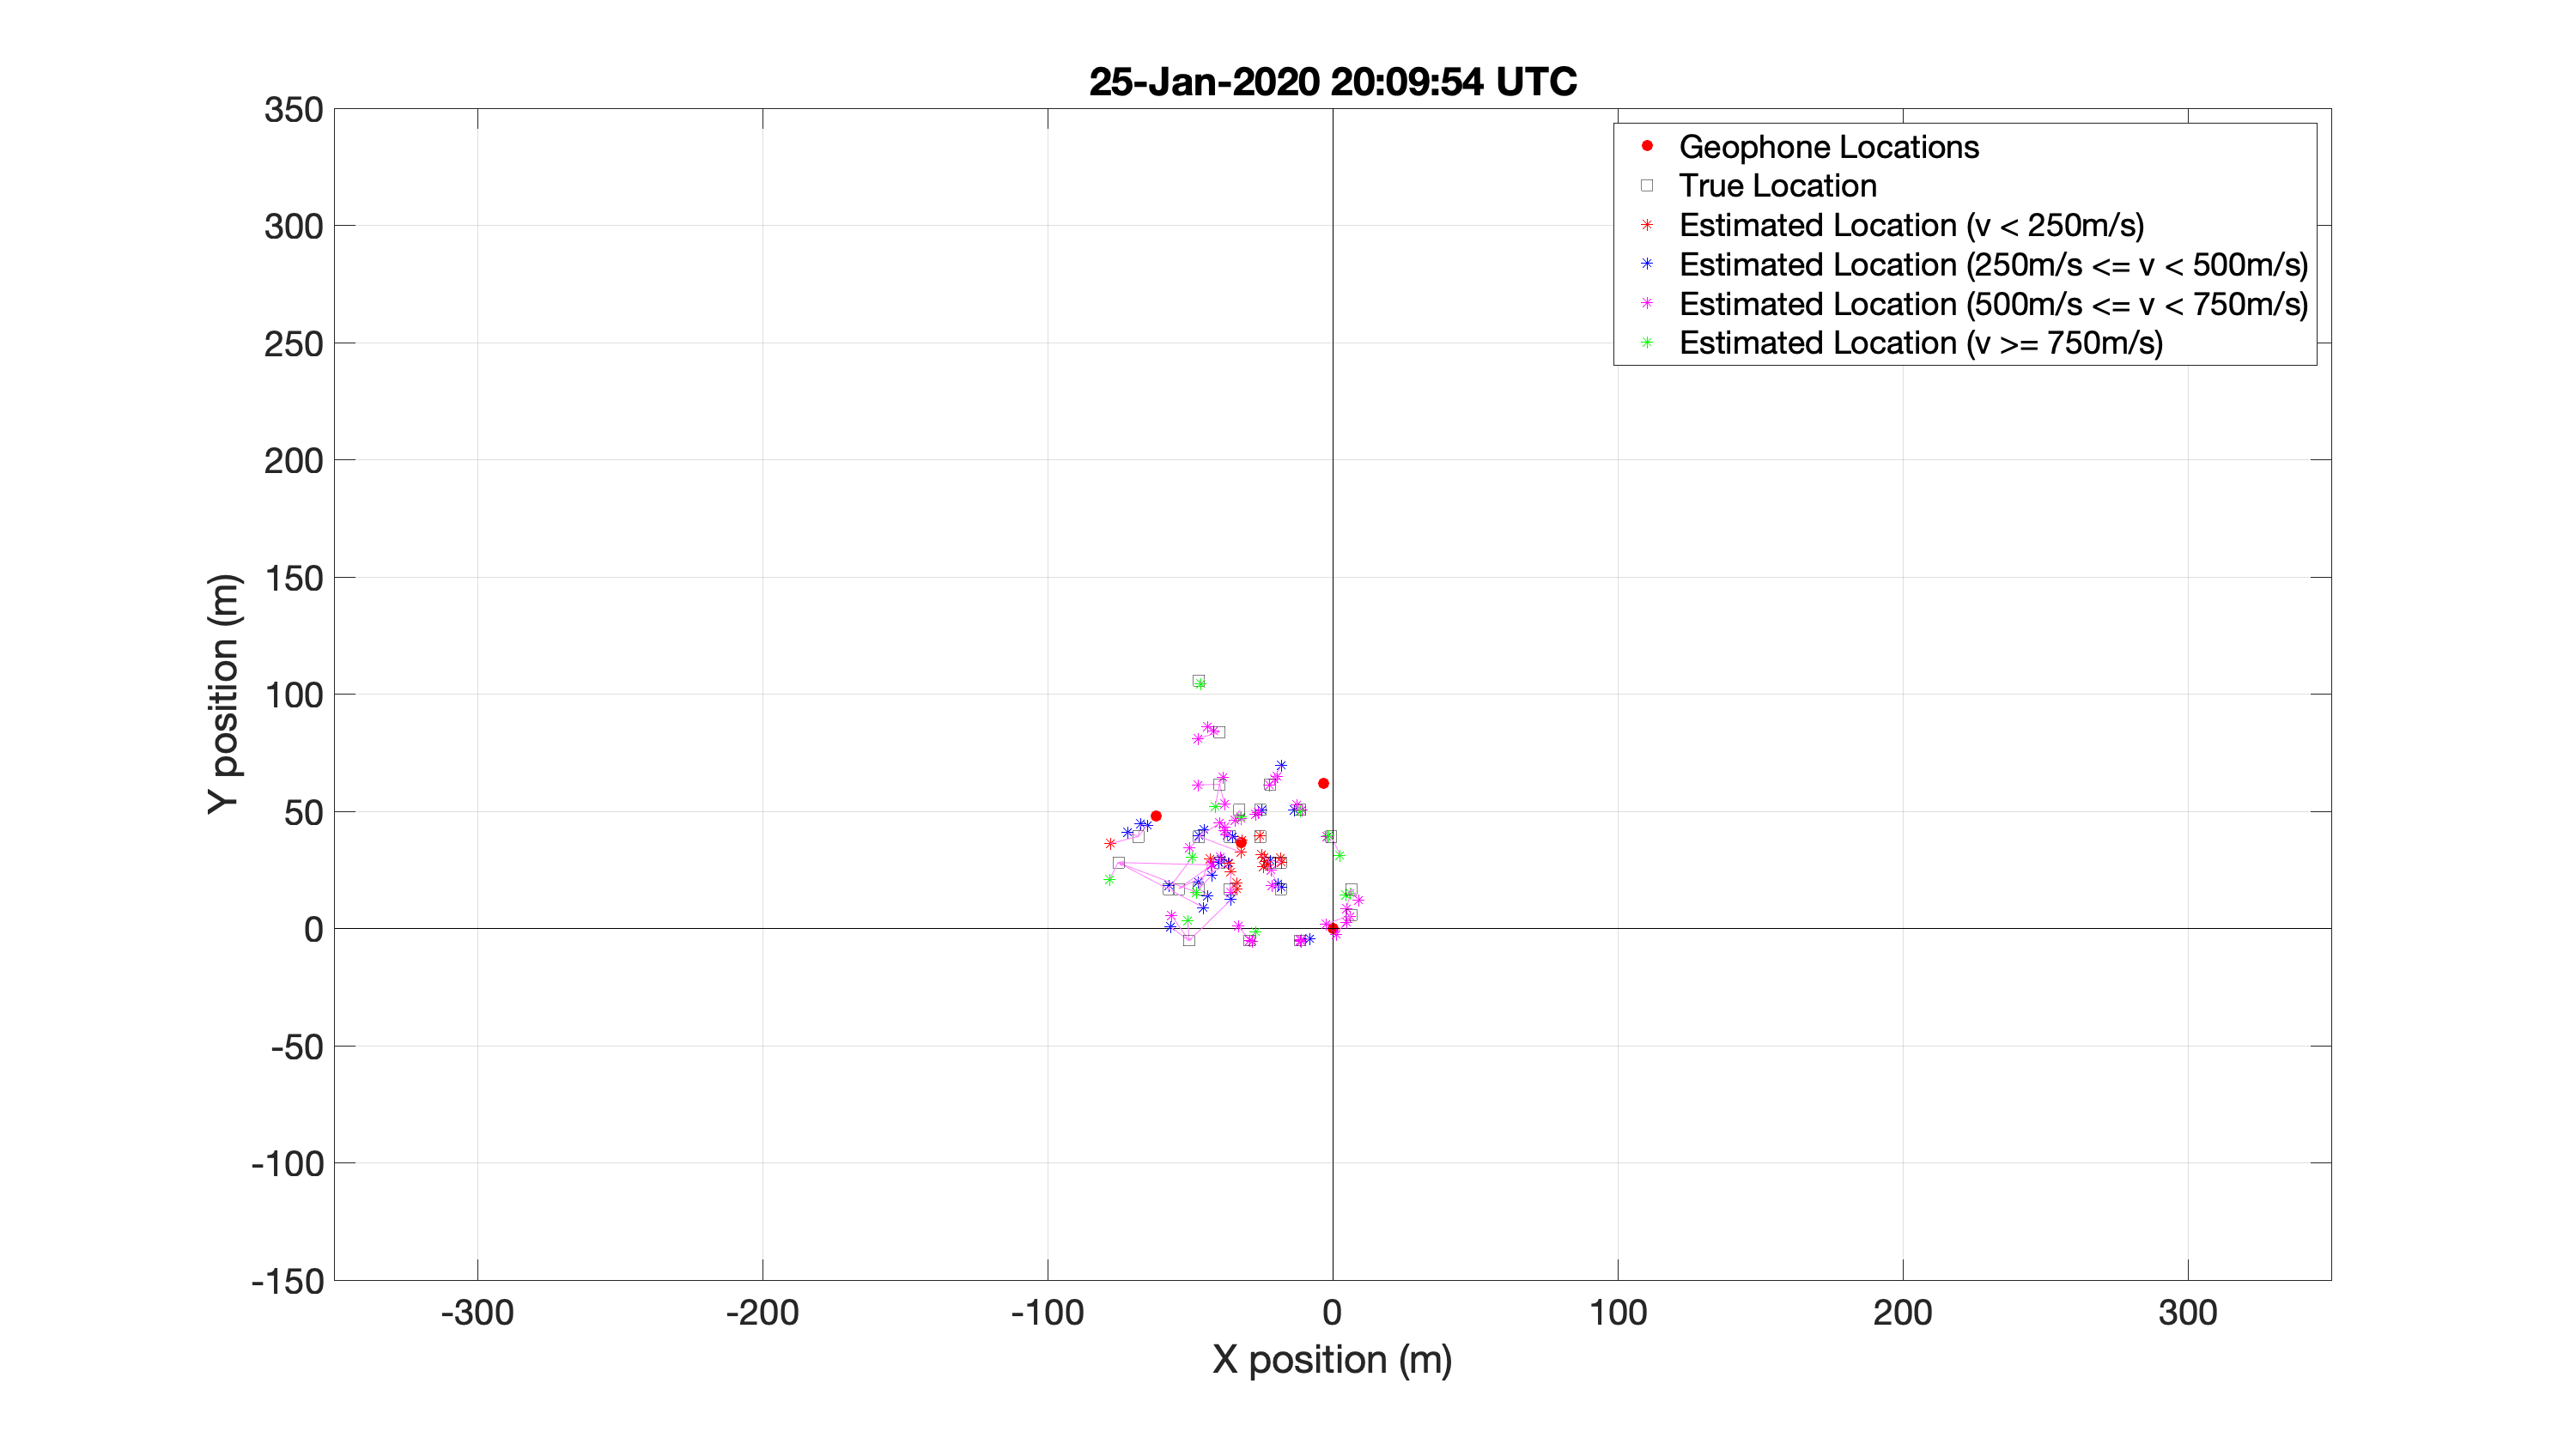 25-Jan-2020 20:09:54 UTC
Geophone Locations
True Location
Estimated Location (v < 250m/s)
Estimated Location (250m/s <= v < 500m/s)
Estimated Location (500m/s <= v < 750m/s)
Estimated Location (v >= 750m/s)
350
300
250
200
150
100
50
0
-50
-100
-150
Y position (m)
-300
-200
-100
0
100
200
300
X position (m)